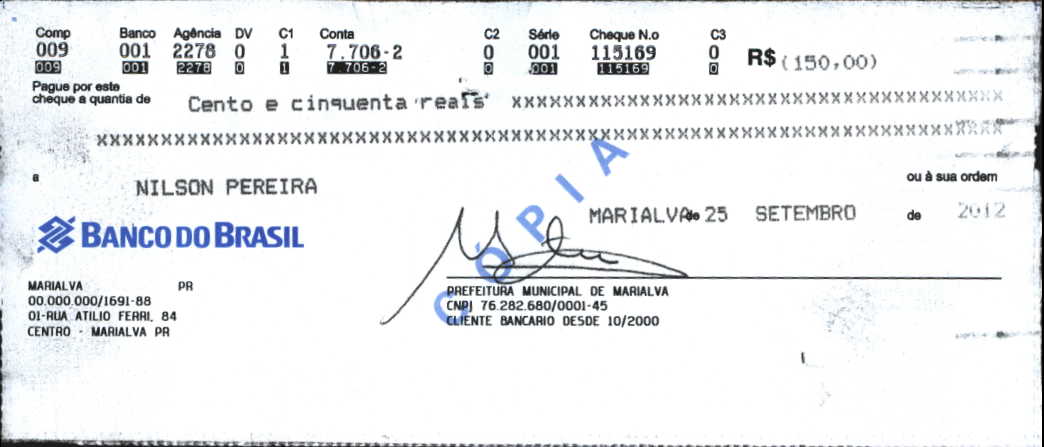 Comp Banco Agência DV C1 Conta C2 Série Cheque N.o C3
009 001 2278 0 1 7.706-2 0 001 115169 0 R$ (150,00)
009 001 2278 0 1 7.706-2 0 001 115169 0
Pague por este
cheque a quantia de Cento e cinquenta reais xxxxxxxxxxxxxxxxxxxxxxxxxxxxxxxxxxxxxx
xxxxxxxxxxxxxxxxxxxxxxxxxxxxxxxxxxxxxxxxxxxxxxxxxxxxxxxxxxxxxxxxxxxxxx
a NILSON PEREIRA ou à sua ordem
MARIALVA de 25 SETEMBRO de 2012
BANCO DO BRASIL
CÓPIA
MARIALVA PR
00.000.000/1691-88
01-RUA ATILIO FERRI, 84
CENTRO - MARIALVA PR
PREFEITURA MUNICIPAL DE MARIALVA
CNPJ 76.282.680/0001-45
CLIENTE BANCARIO DESDE 10/2000